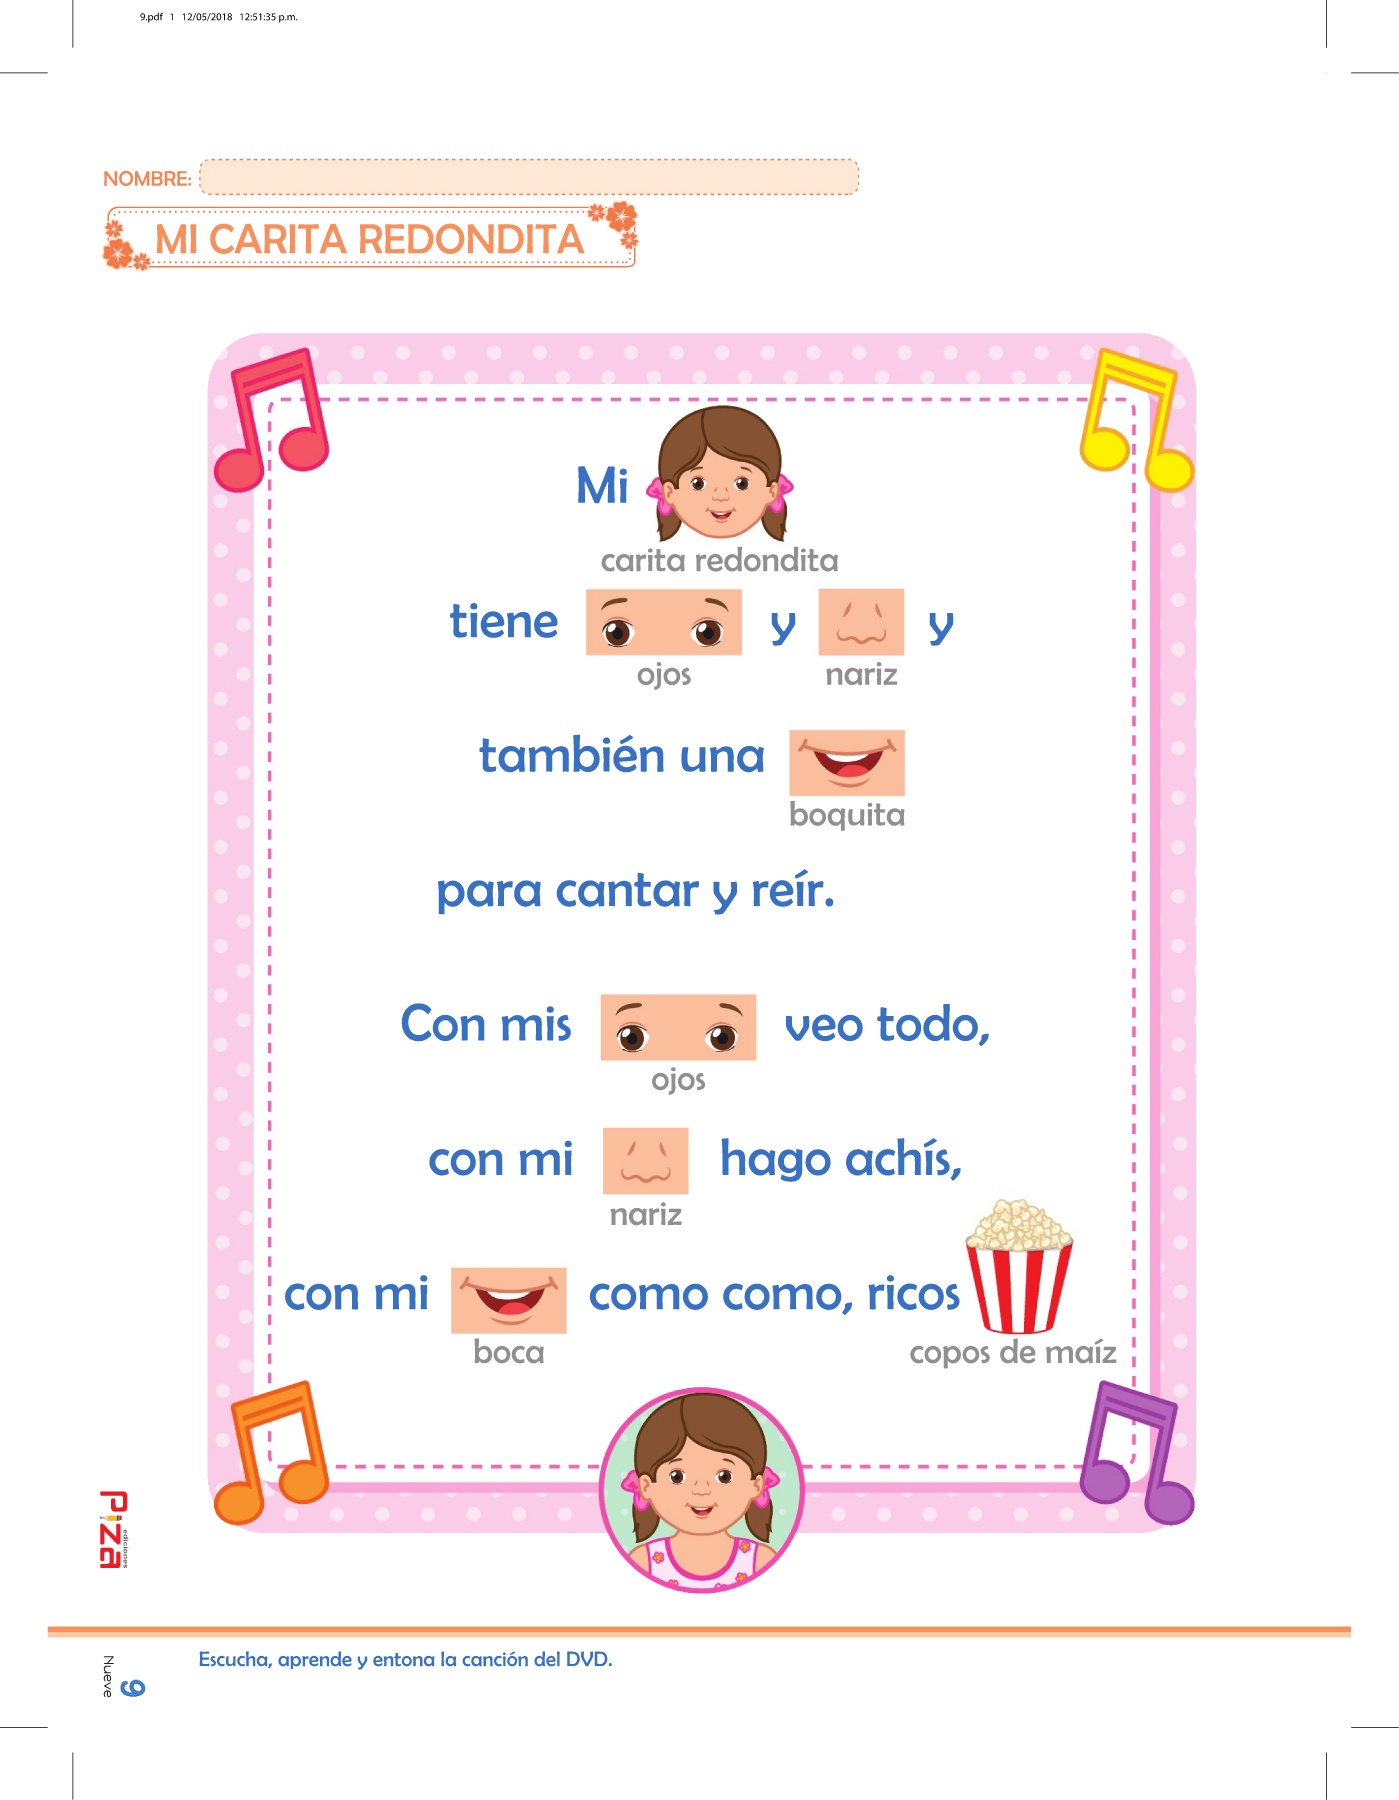 9.pdf 1 12/05/2018 12:51:35 p.m.
NOMBRE:
MI CARITA REDONDITA
Mi
carita redondita
tiene y y
ojos nariz
también una
boquita
para cantar y reír.
Con mis veo todo,
ojos
con mi hago achís,
nariz
con mi como como, ricos
boca copos de maíz
Piza
ediciones
Escucha, aprende y entona la canción del DVD.
Nueve
9